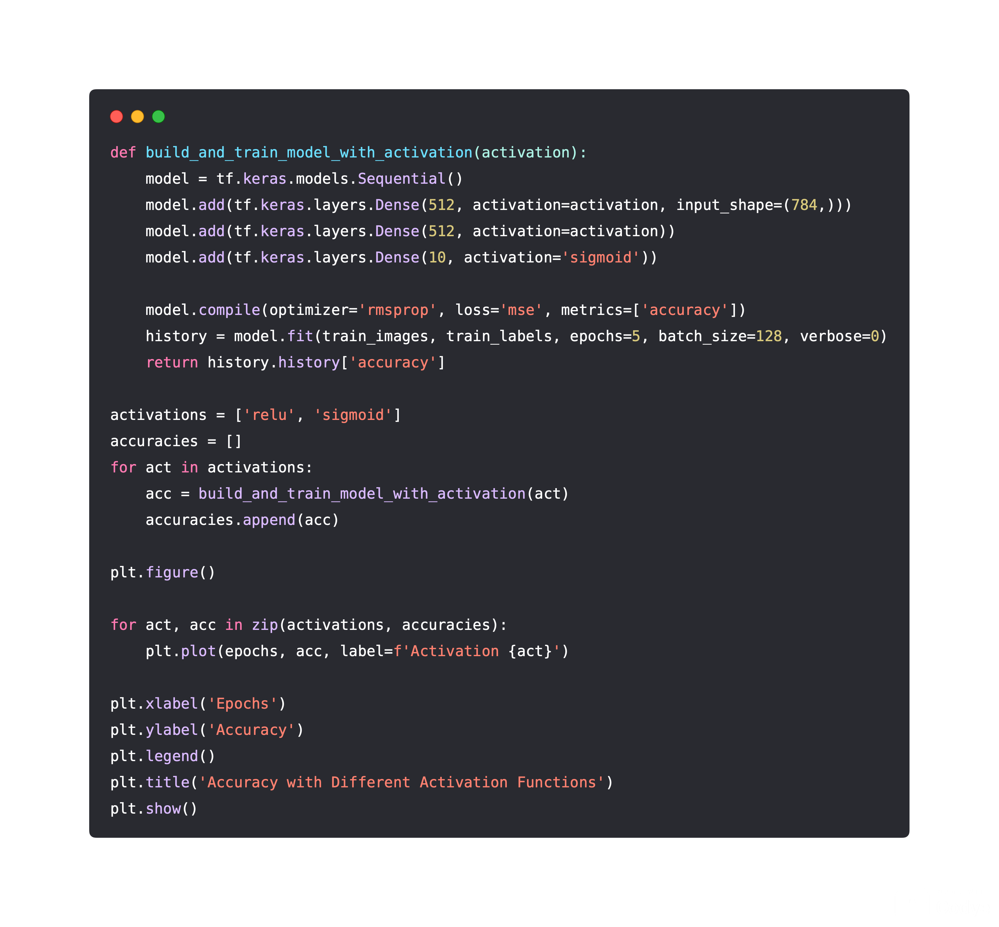 def build_and_train_model_with_activation(activation):
    model = tf.keras.models.Sequential()
    model.add(tf.keras.layers.Dense(512, activation=activation, input_shape=(784,)))
    model.add(tf.keras.layers.Dense(512, activation=activation))
    model.add(tf.keras.layers.Dense(10, activation='sigmoid'))

    model.compile(optimizer='rmsprop', loss='mse', metrics=['accuracy'])
    history = model.fit(train_images, train_labels, epochs=5, batch_size=128, verbose=0)
    return history.history['accuracy']

activations = ['relu', 'sigmoid']
accuracies = []
for act in activations:
    acc = build_and_train_model_with_activation(act)
    accuracies.append(acc)

plt.figure()

for act, acc in zip(activations, accuracies):
    plt.plot(epochs, acc, label=f'Activation {act}')

plt.xlabel('Epochs')
plt.ylabel('Accuracy')
plt.legend()
plt.title('Accuracy with Different Activation Functions')
plt.show()